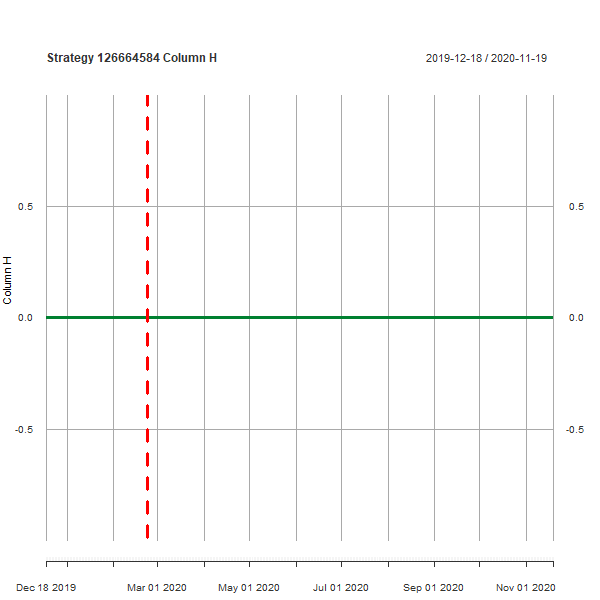 Strategy 126664584 Column H
2019-12-18 / 2020-11-19
0.5
0.5
Column H
0.0
0.0
-0.5
-0.5
Dec 18 2019
Mar 01 2020
May 01 2020
Jul 01 2020
Sep 01 2020
Nov 01 2020